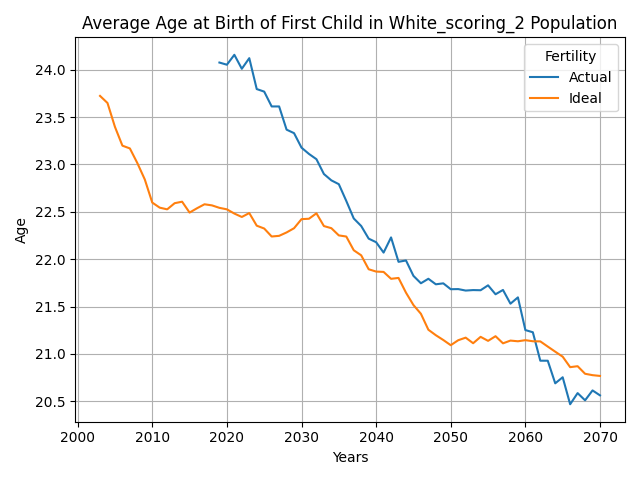 Average Age at Birth of First Child in White_scoring_2 Population
Fertility
Actual
Ideal
24.0
23.5
23.0
22.5
22.0
21.5
21.0
20.5
Age
2000
2010
2020
2030
2040
2050
2060
2070
Years